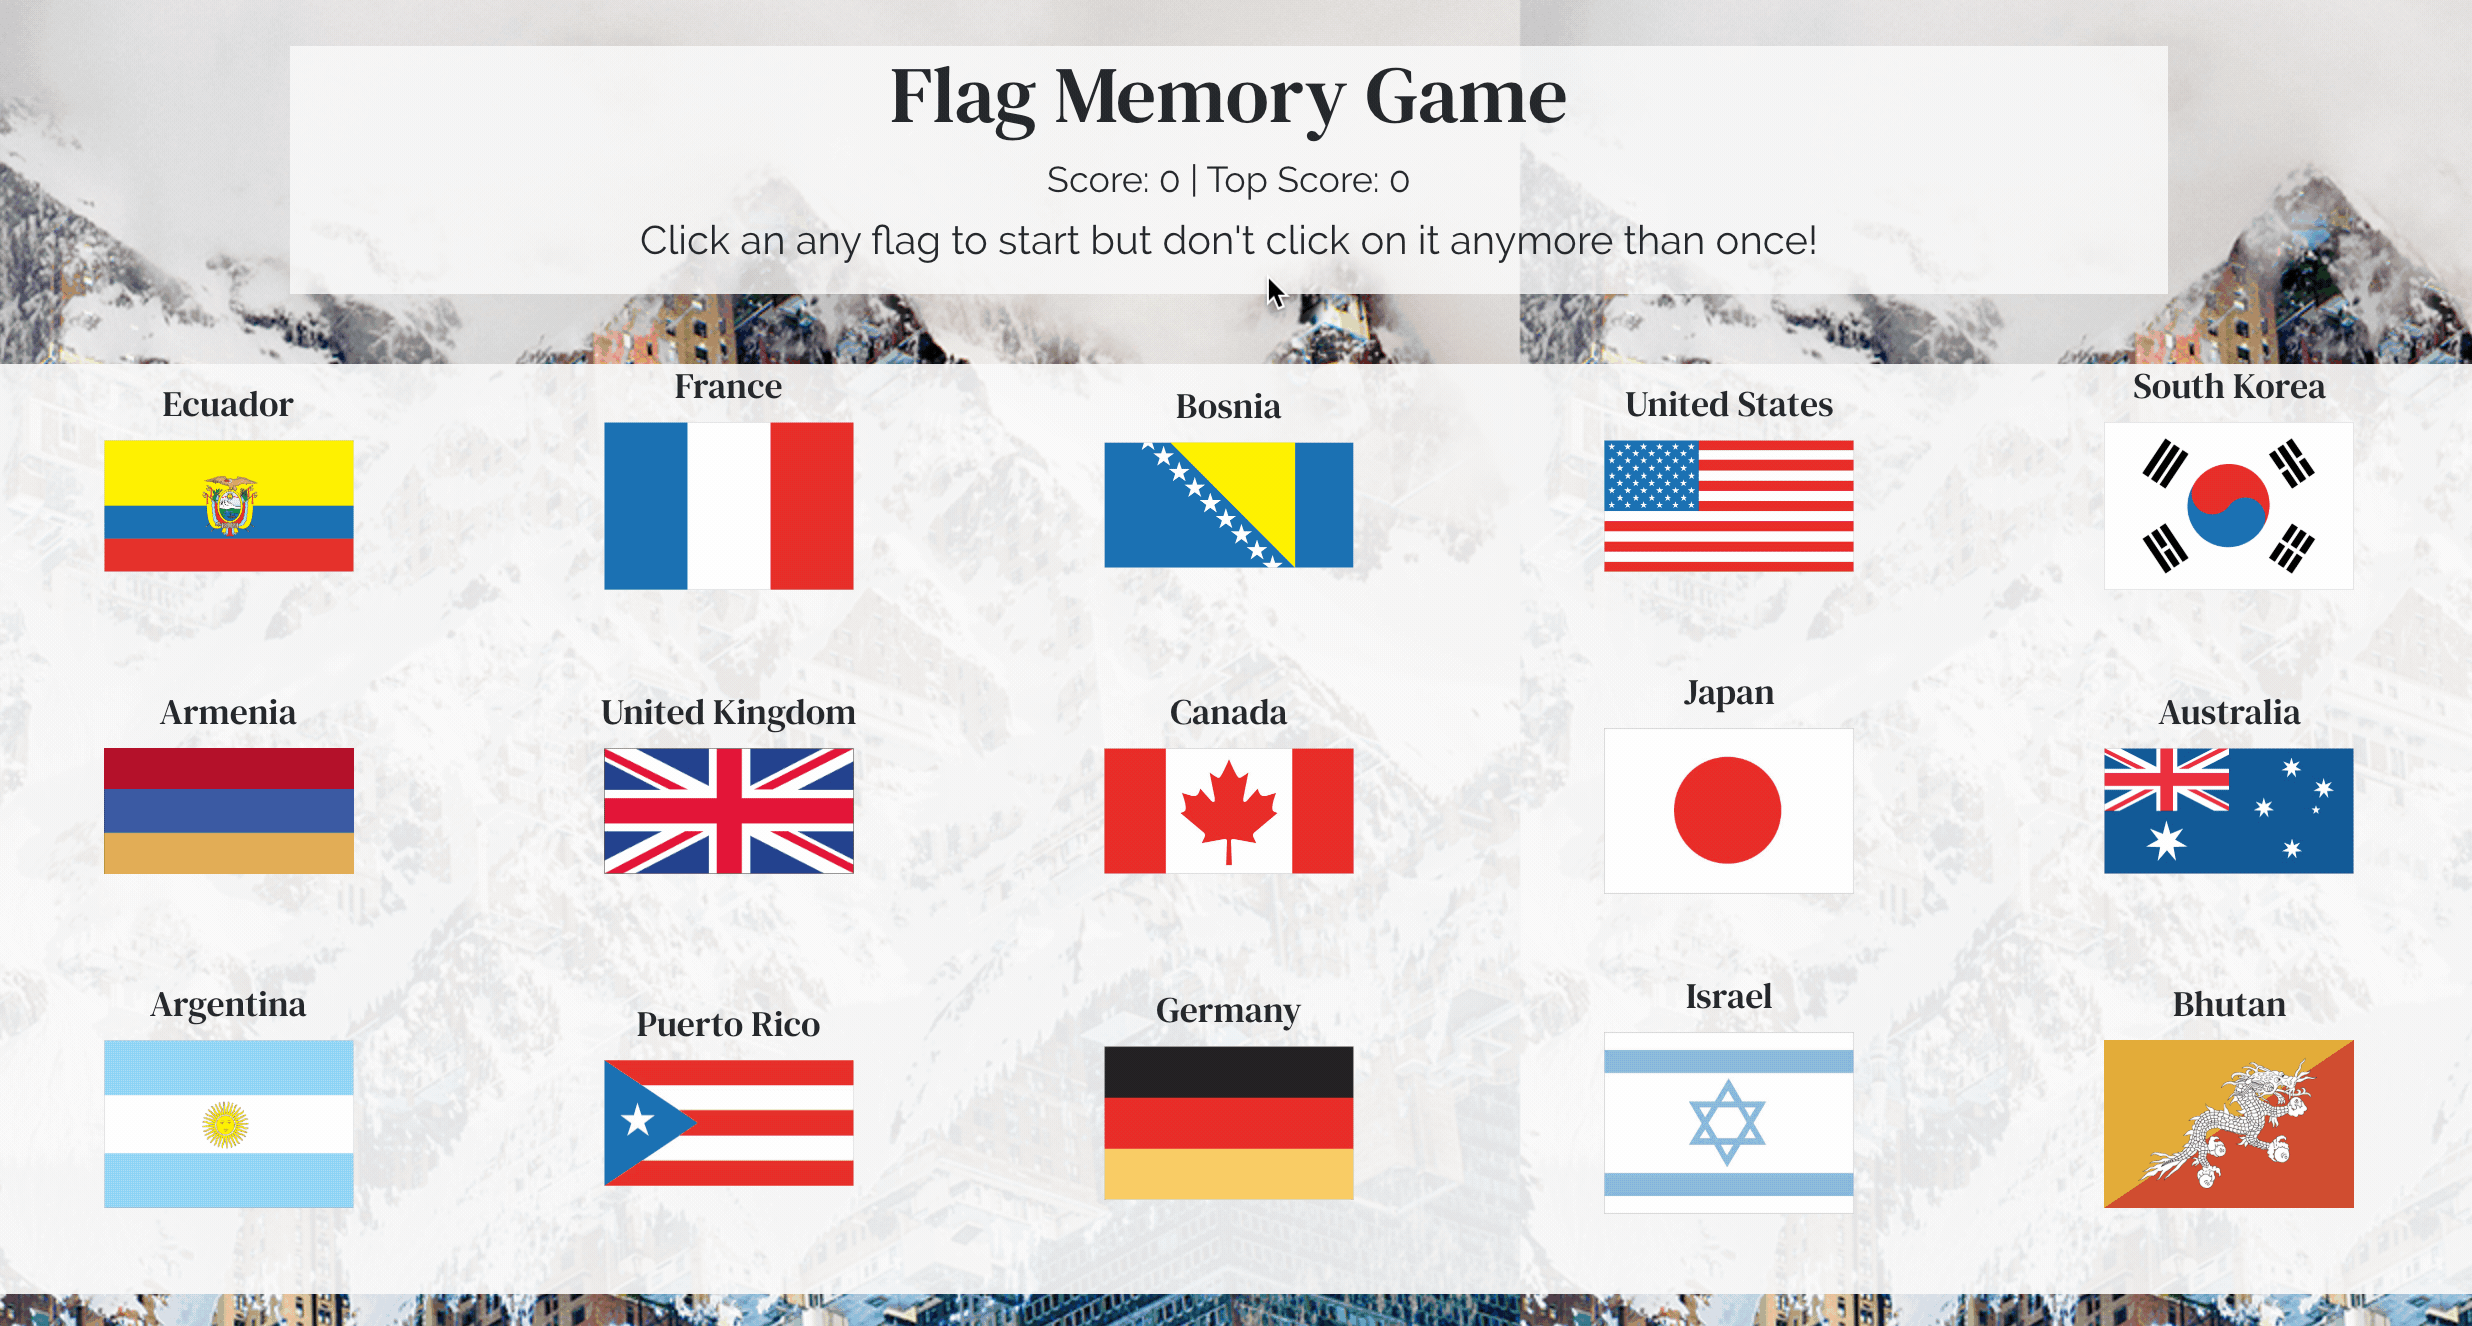 Flag Memory Game
Score: 0 | Top Score: 0
Click an any flag to start but don't click on it anymore than once!
Ecuador
France
Bosnia
United States
South Korea
Armenia
United Kingdom
Canada
Japan
Australia
Argentina
Puerto Rico
Germany
Israel
Bhutan